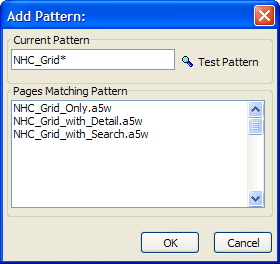 Add Pattern:
Current Pattern
NHC_Grid*
Test Pattern
Pages Matching Pattern
NHC_Grid_Only.a5w
NHC_Grid_with_Detail.a5w
NHC_Grid_with_Search.a5w
OK
Cancel